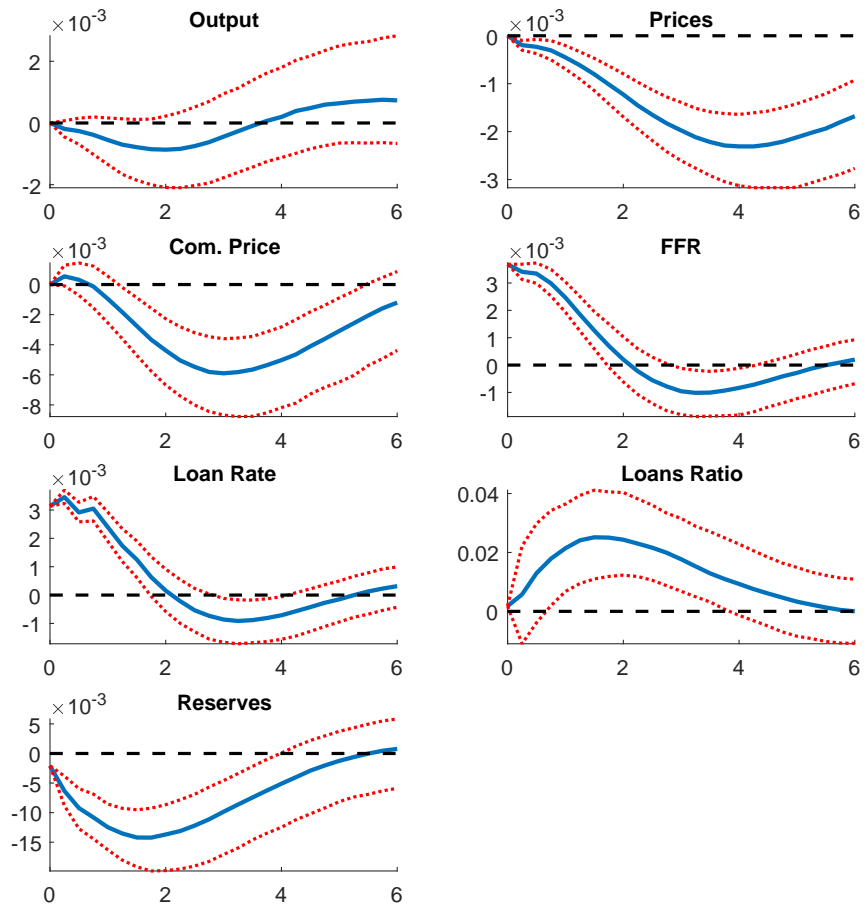 ×10^-3 Output
2
0
-2
0 2 4 6
×10^-3 Prices
0
-1
-2
-3
0 2 4 6
×10^-3 Com. Price
0
-2
-4
-6
-8
0 2 4 6
×10^-3 FFR
3
2
1
0
-1
0 2 4 6
×10^-3 Loan Rate
3
2
1
0
-1
0 2 4 6
Loans Ratio
0.04
0.02
0
0 2 4 6
×10^-3 Reserves
5
0
-5
-10
-15
0 2 4 6